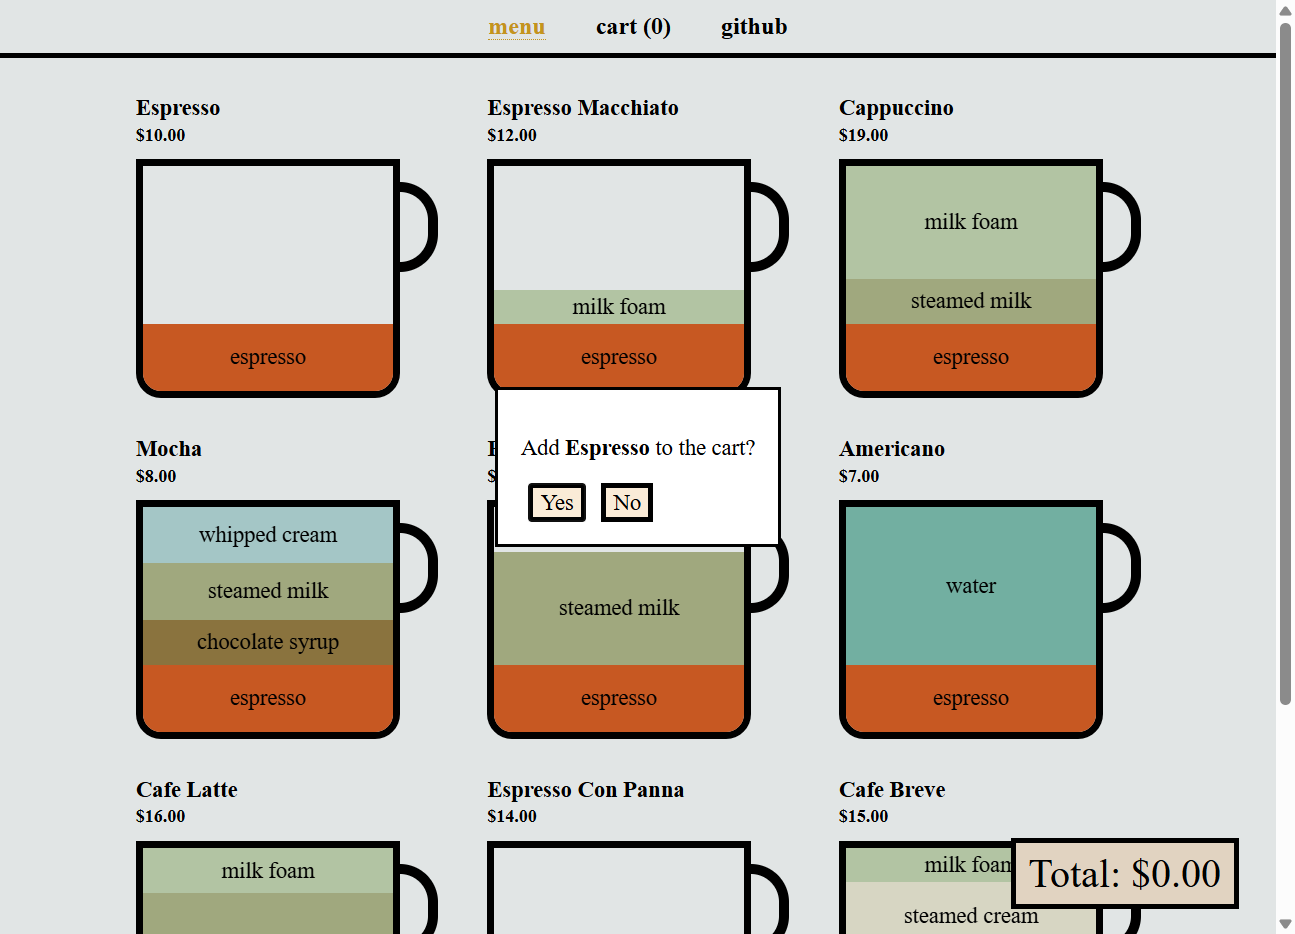 menu cart (0) github
Espresso
$10.00
espresso
Espresso Macchiato
$12.00
milk foam
espresso
Cappuccino
$19.00
milk foam
steamed milk
espresso
Add Espresso to the cart?
Yes No
Mocha
$8.00
whipped cream
steamed milk
chocolate syrup
espresso
steamed milk
espresso
Americano
$7.00
water
espresso
Cafe Latte
$16.00
milk foam
Espresso Con Panna
$14.00
Cafe Breve
$15.00
milk foam
steamed cream
Total: $0.00